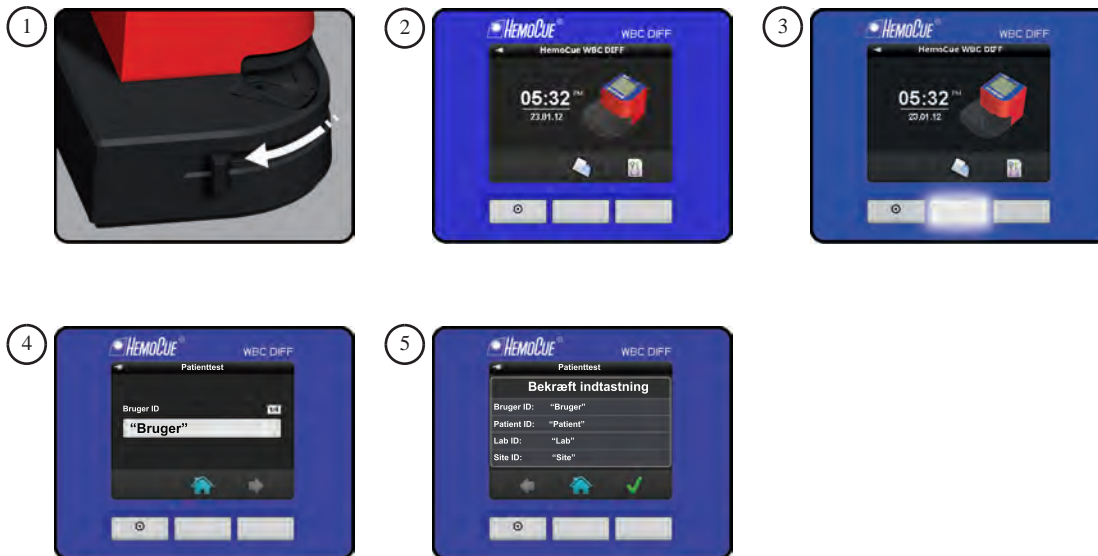 1
2
HemoCue®
WBC DIFF
HemoCue WBC DIFF
05:32 PM
23.01.12
3
HemoCue®
WBC DIFF
HemoCue WBC DIFF
05:32 PM
23.01.12
4
HemoCue®
WBC DIFF
Patienttest
Bruger ID 1/4
“Bruger”
5
HemoCue®
WBC DIFF
Patienttest
Bekræft indtastning
Bruger ID: “Bruger”
Patient ID: “Patient”
Lab ID: “Lab”
Site ID: “Site”